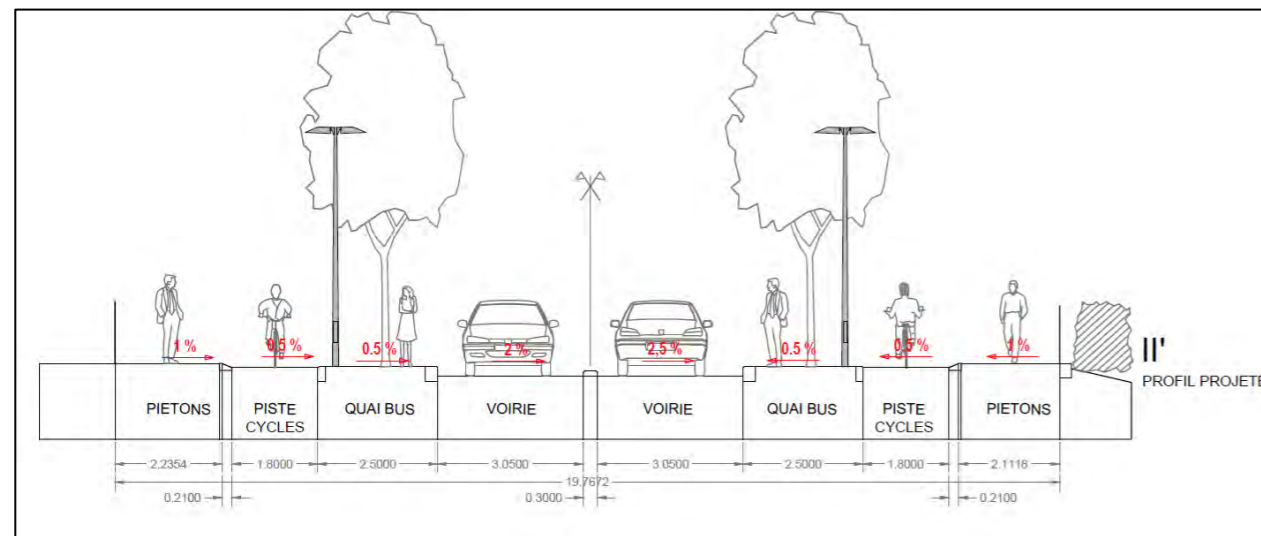 1 %
0.5 %
0.5 %
2 %
2,5 %
0.5 %
0.5 %
1 %
II'
PROFIL PROJETÉ
PIETONS
PISTE
CYCLES
QUAI BUS
VOIRIE
VOIRIE
QUAI BUS
PISTE
CYCLES
PIETONS
2.2354
1.8000
2.5000
3.0500
3.0500
2.5000
1.8000
2.1118
19.7672
0.2100
0.3000
0.2100